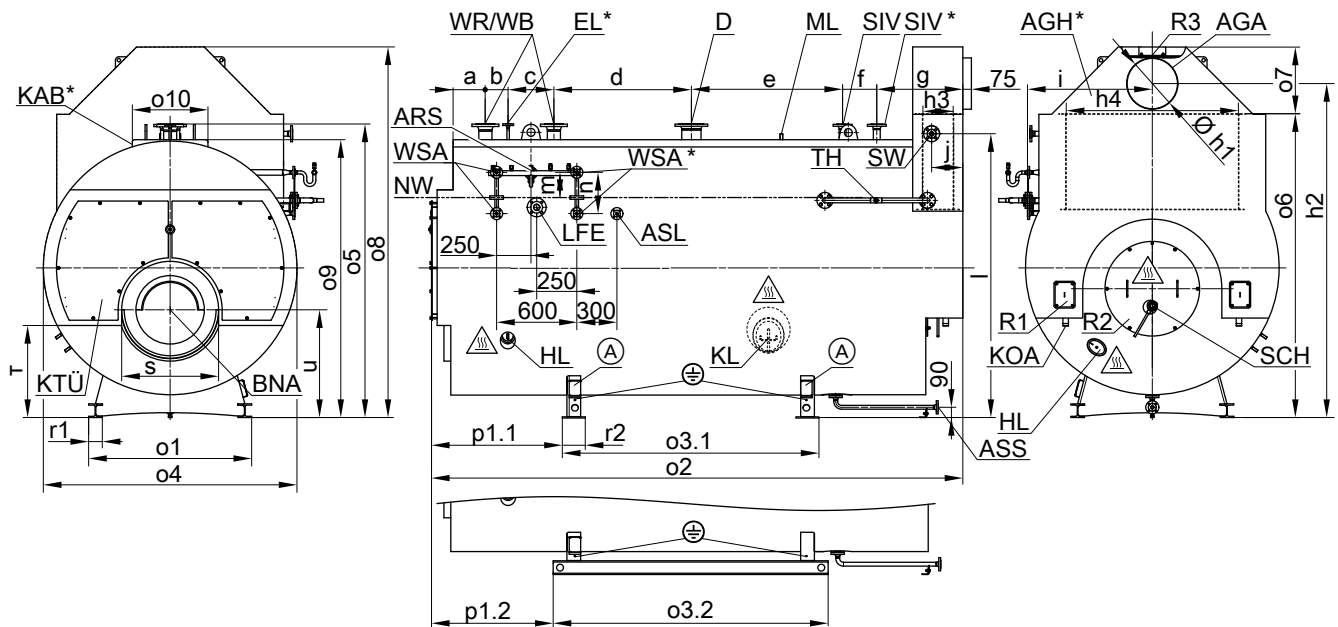 KAB*
o10
T
KTÜ
s
BNA
u
o9
o5
o8
r1
o1
o4
WR/WB
EL*
D
ML
SIV
SIV*
a
b
c
d
e
f
g
75
h3
ARS
WSA
WSA*
TH
SW
j
NW
m
n
LFE
ASL
250
250
600
300
l
HL
A
KL
A
90
ASS
p1.1
r2
o3.1
o2
p1.2
o3.2
AGH*
R3
AGA
i
h4
Ø h1
o7
o6
h2
R1
R2
KOA
SCH
HL